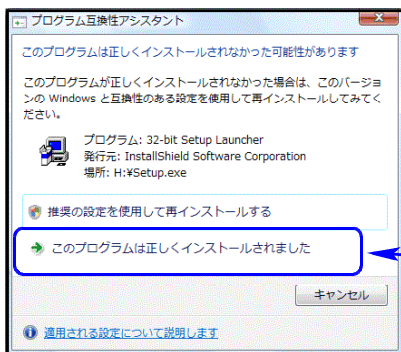 プログラム互換性アシスタント
このプログラムは正しくインストールされなかった可能性があります
このプログラムが正しくインストールされなかった場合は、このバージョ
ンの Windows と互換性のある設定を使用して再インストールしてみてく
ださい。
プログラム: 32-bit Setup Launcher
発行元: InstallShield Software Corporation
場所: H:¥Setup.exe
推奨の設定を使用して再インストールする
このプログラムは正しくインストールされました
キャンセル
適用される設定について説明します